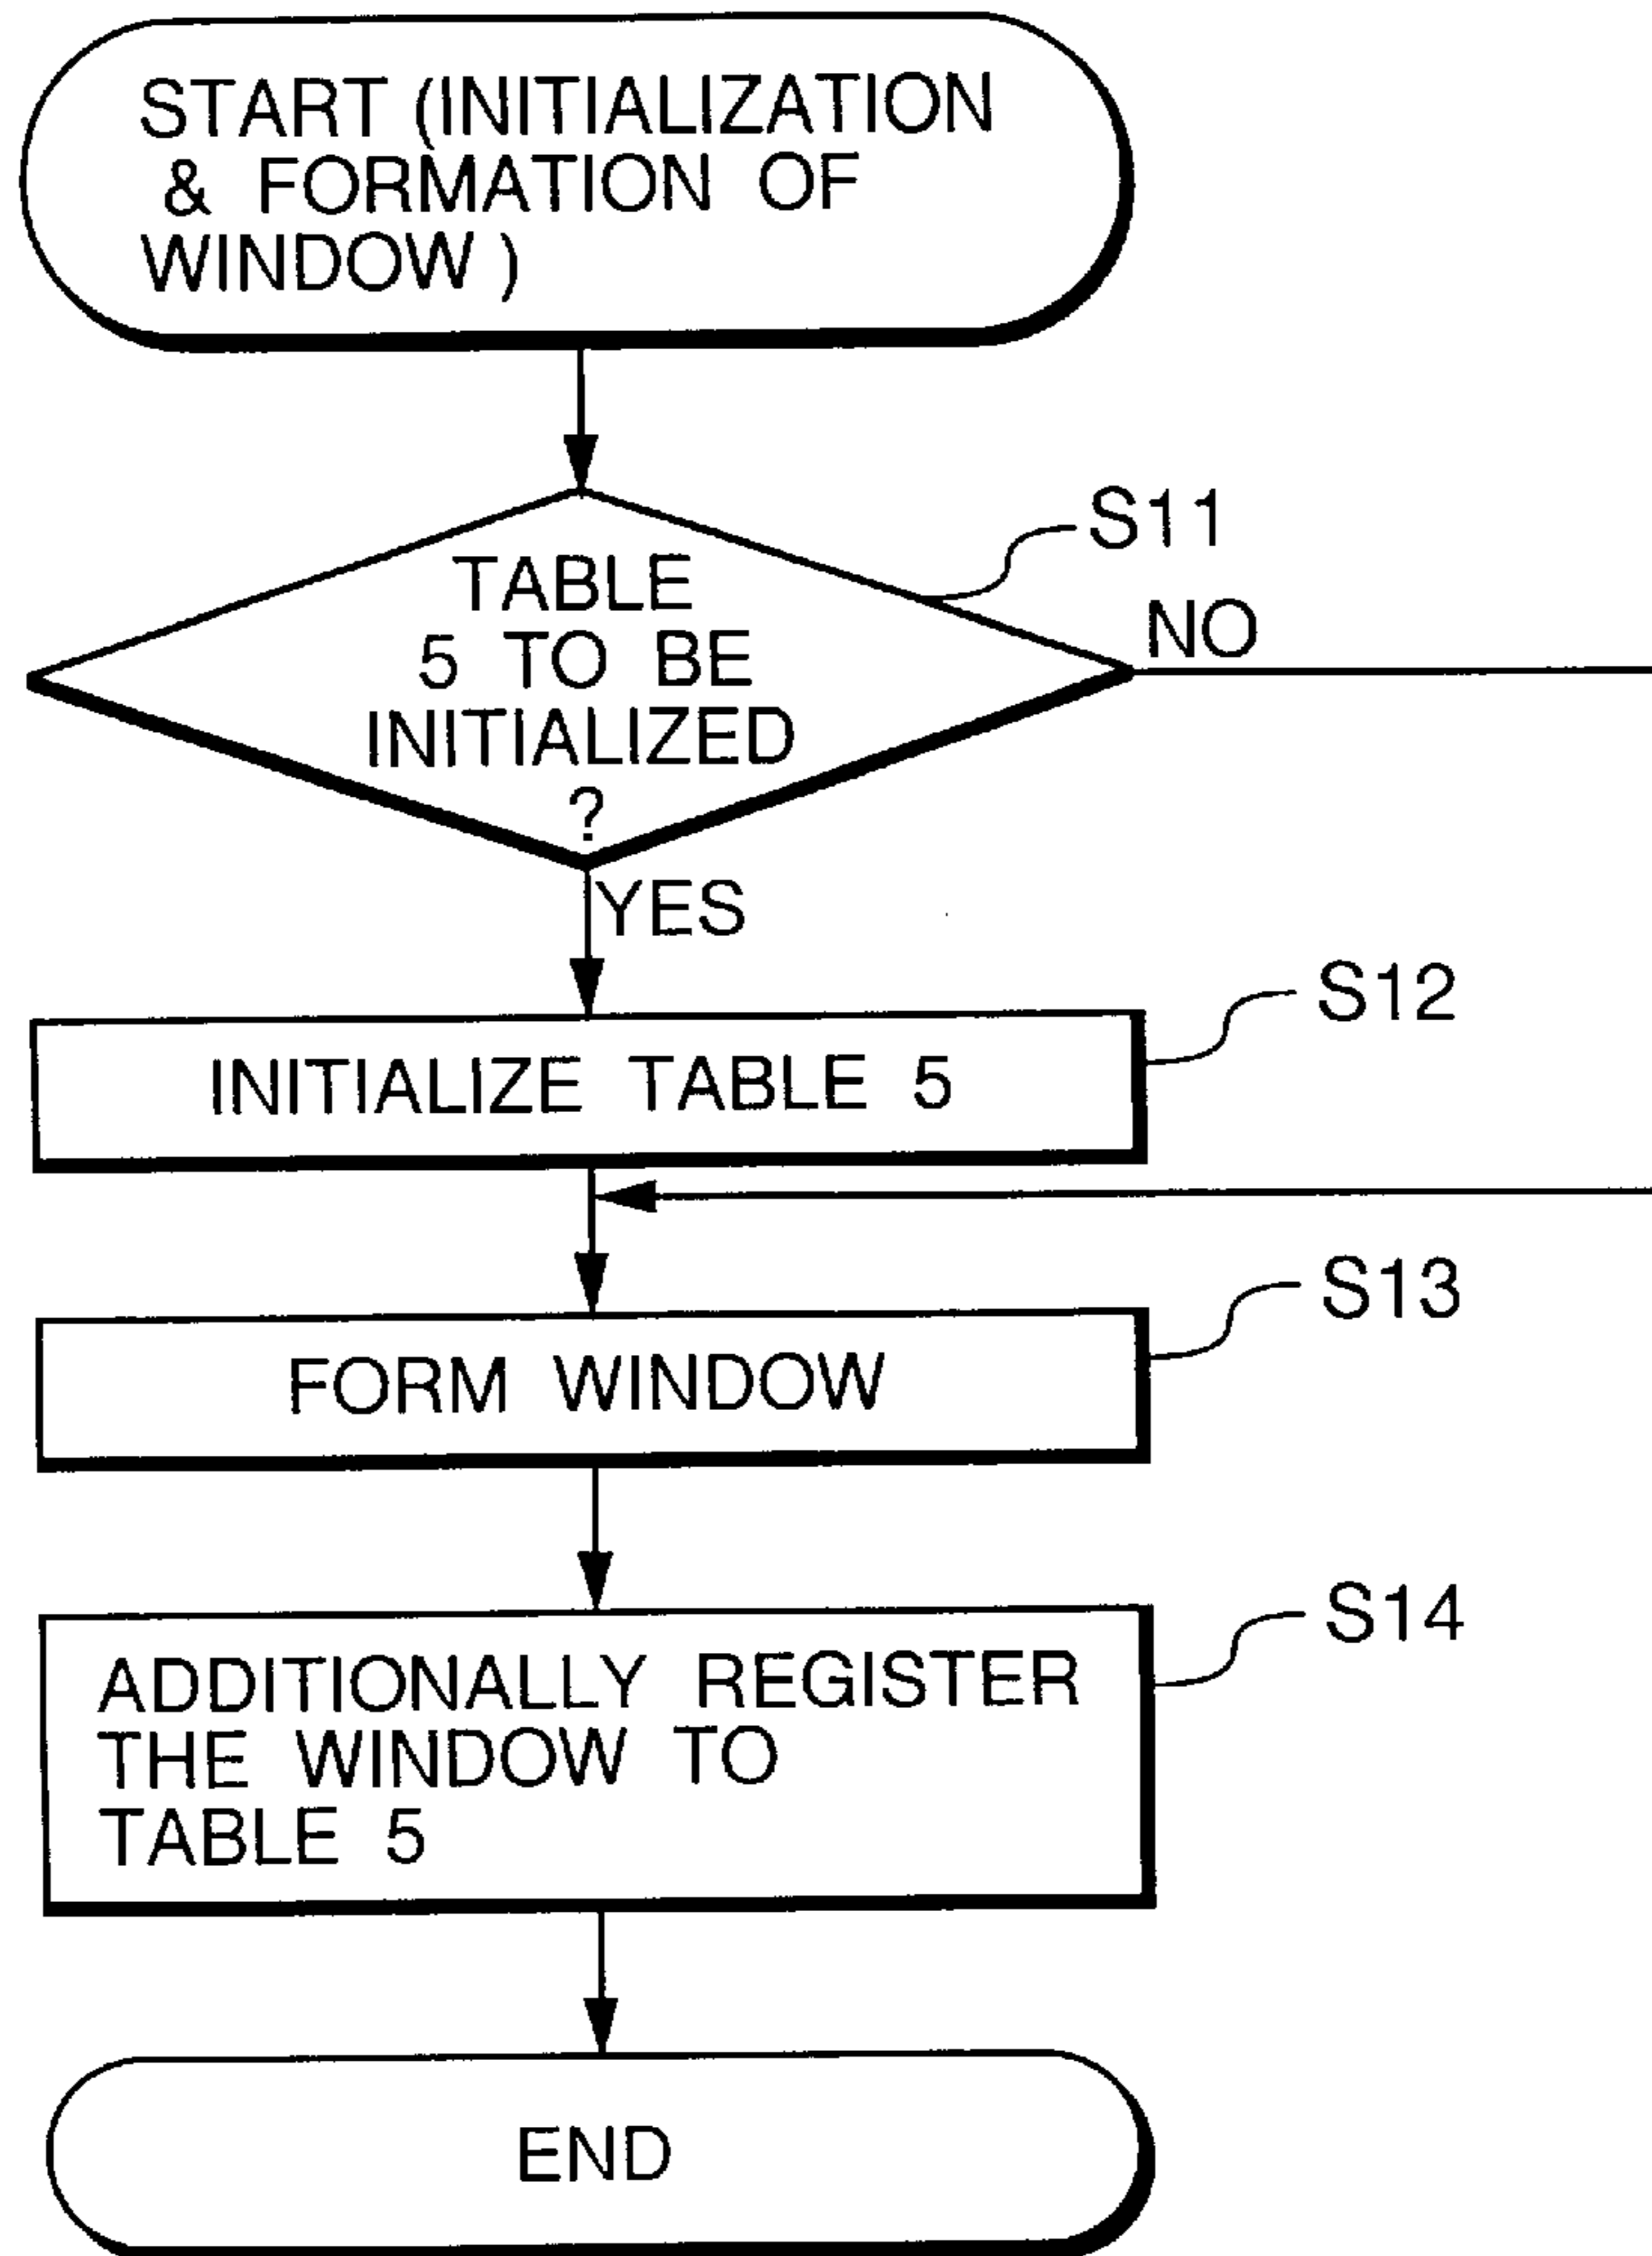 START (INITIALIZATION
& FORMATION OF
WINDOW )
S11
TABLE
5 TO BE
INITIALIZED
?
NO
YES
S12
INITIALIZE TABLE 5
S13
FORM WINDOW
S14
ADDITIONALLY REGISTER
THE WINDOW TO
TABLE 5
END